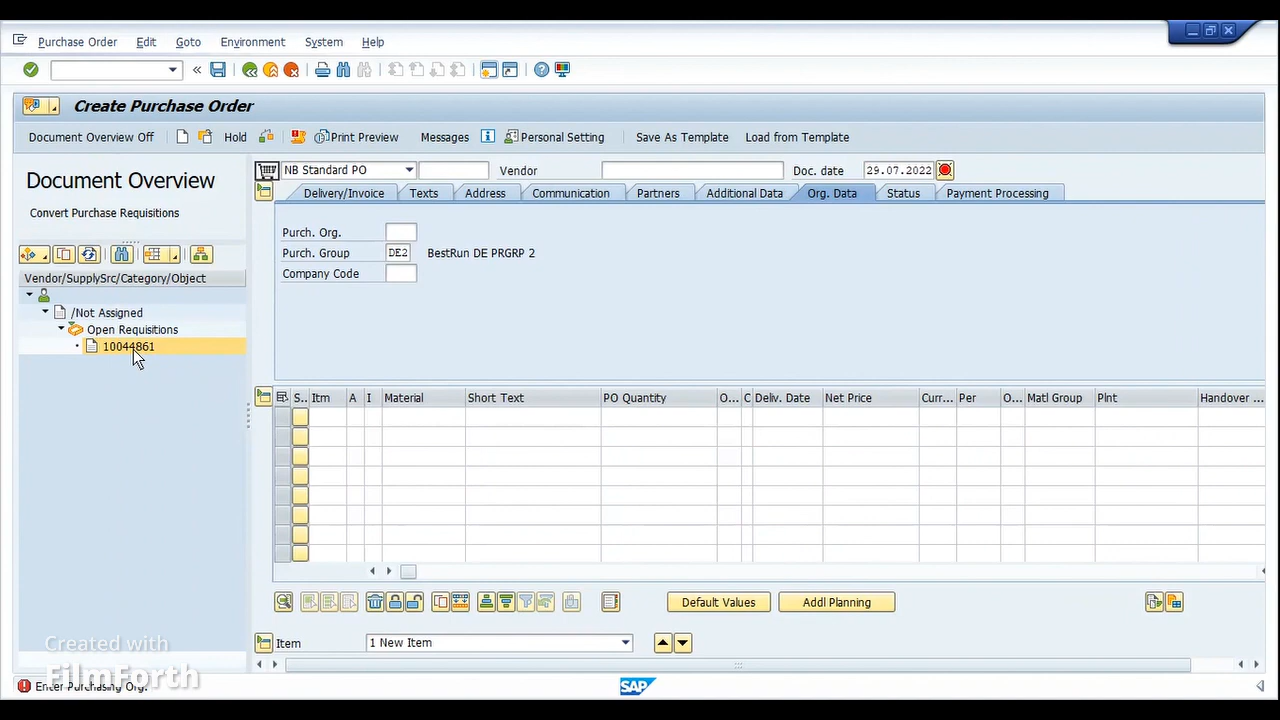 Purchase Order Edit Goto Environment System Help
«
Create Purchase Order
Document Overview Off Hold Print Preview Messages Personal Setting Save As Template Load from Template
Document Overview
Convert Purchase Requisitions
Vendor/SupplySrc/Category/Object
/Not Assigned
Open Requisitions
10044861
NB Standard PO Vendor Doc. date 29.07.2022
Delivery/Invoice Texts Address Communication Partners Additional Data Org. Data Status Payment Processing
Purch. Org.
Purch. Group DE2 BestRun DE PRGRP 2
Company Code
S.. Itm A I Material Short Text PO Quantity O... C Deliv. Date Net Price Curr... Per O... Matl Group Plnt Handover ...
Default Values Addl Planning
Item 1 New Item
Created with
FilmForth
Enter Purchasing Org.
SAP